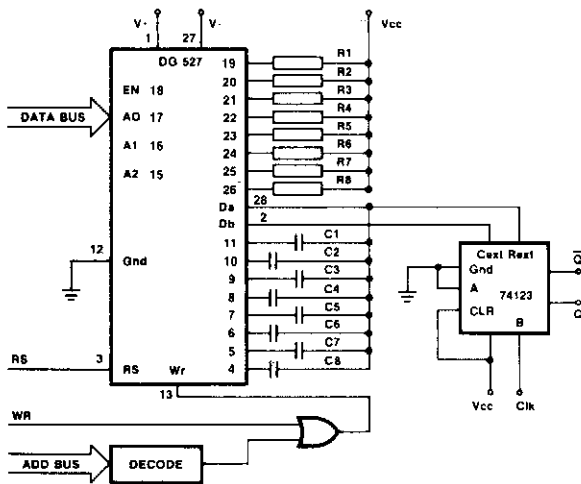 V+ V- Vcc
1 27
DG 527
19 R1
20 R2
EN 18 21 R3
DATA BUS AO 17 22 R4
23 R5
A1 16 24 R6
A2 15 25 R7
26 R8
Da 28
Db 2
11 C1
12 Gnd 10 C2
9 C3
8 C4
7 C5
6 C6
5 C7
4 C8
Cext Rext
Gnd
A 74123
CLR
B
Q̅
Q
RS 3 RS Wr
13
Vcc Clk
WR
ADD BUS DECODE